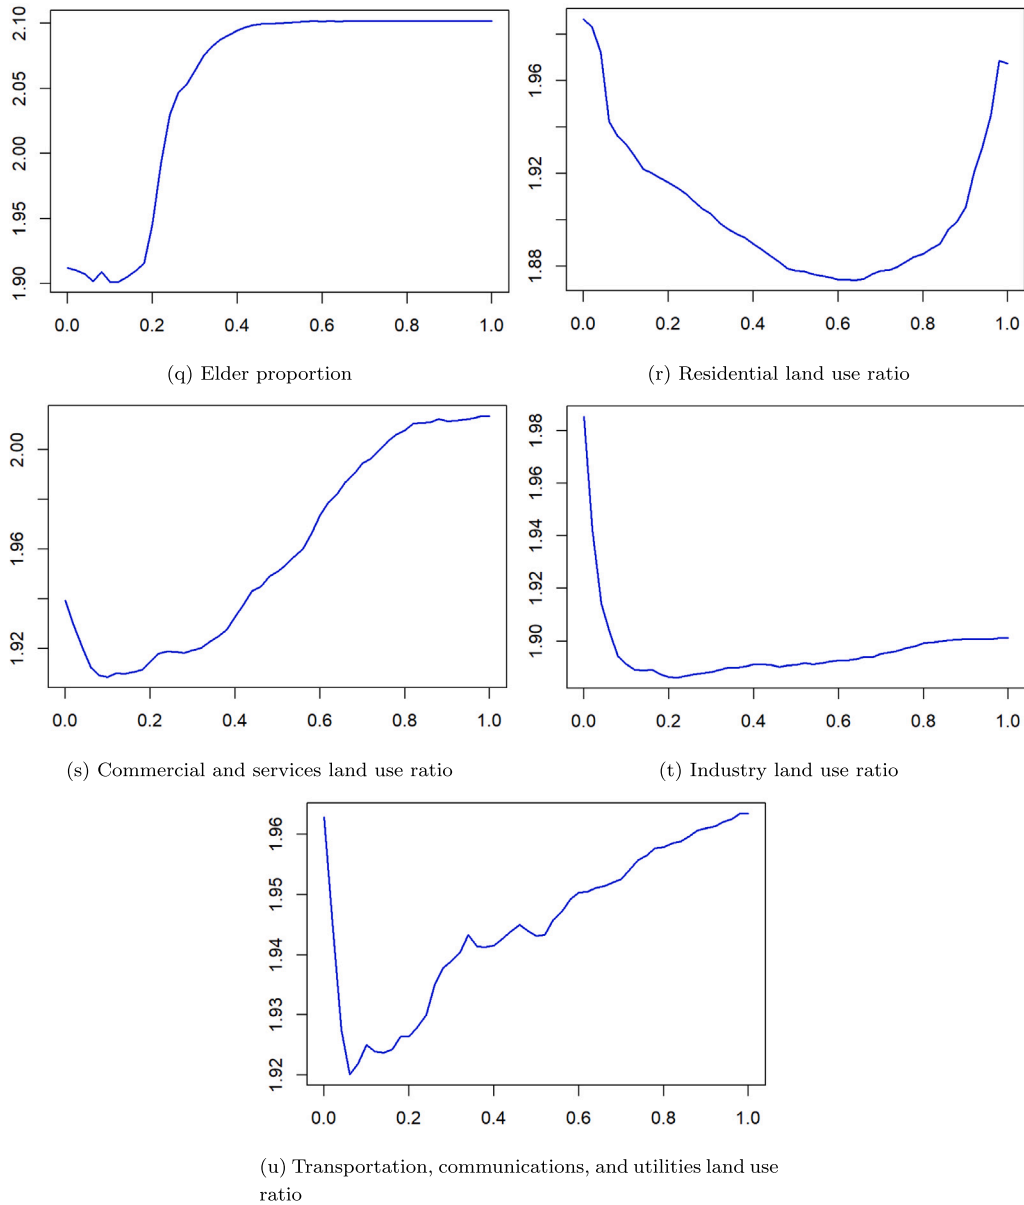 2.10
2.05
2.00
1.95
1.90
0.0 0.2 0.4 0.6 0.8 1.0
(q) Elder proportion
1.96
1.92
1.88
0.0 0.2 0.4 0.6 0.8 1.0
(r) Residential land use ratio
2.00
1.96
1.92
0.0 0.2 0.4 0.6 0.8 1.0
(s) Commercial and services land use ratio
1.98
1.96
1.94
1.92
1.90
0.0 0.2 0.4 0.6 0.8 1.0
(t) Industry land use ratio
1.96
1.95
1.94
1.93
1.92
0.0 0.2 0.4 0.6 0.8 1.0
(u) Transportation, communications, and utilities land use
ratio